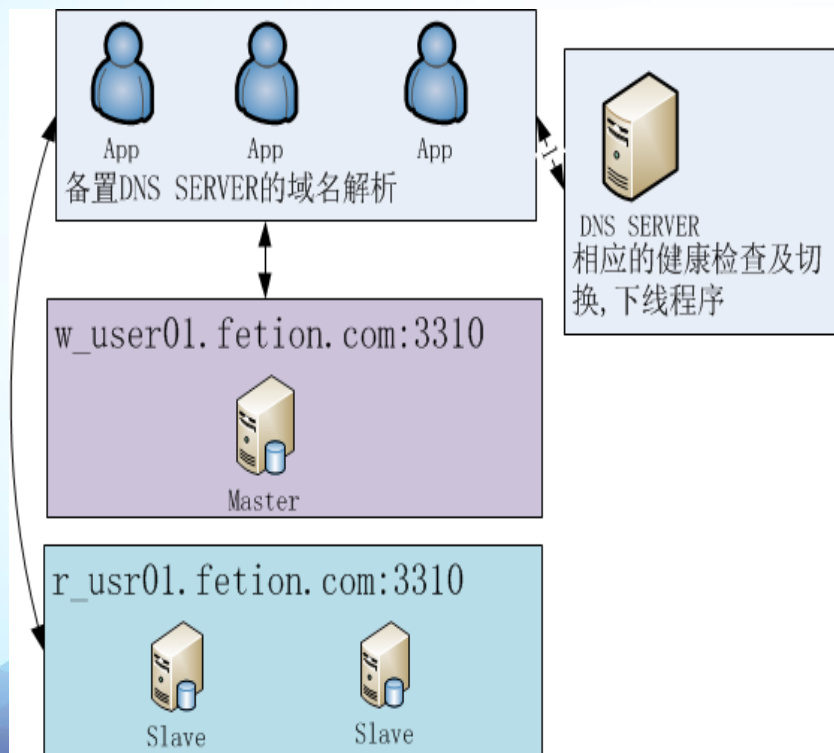 App App App
备置DNS SERVER的域名解析
-1-
DNS SERVER
相应的健康检查及切
换,下线程序
w_user01.fetion.com:3310
Master
r_usr01.fetion.com:3310
Slave Slave